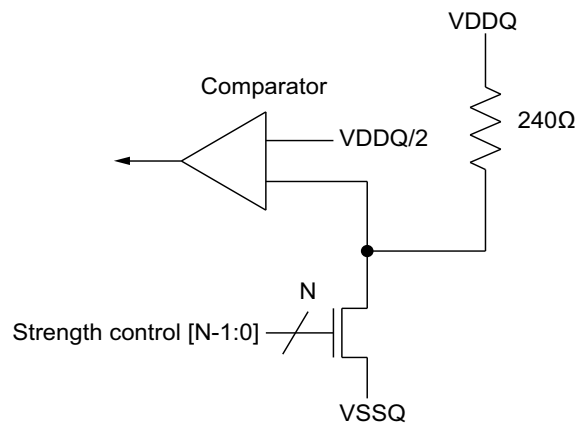 VDDQ
Comparator
240Ω
VDDQ/2
N
Strength control [N-1:0]
VSSQ